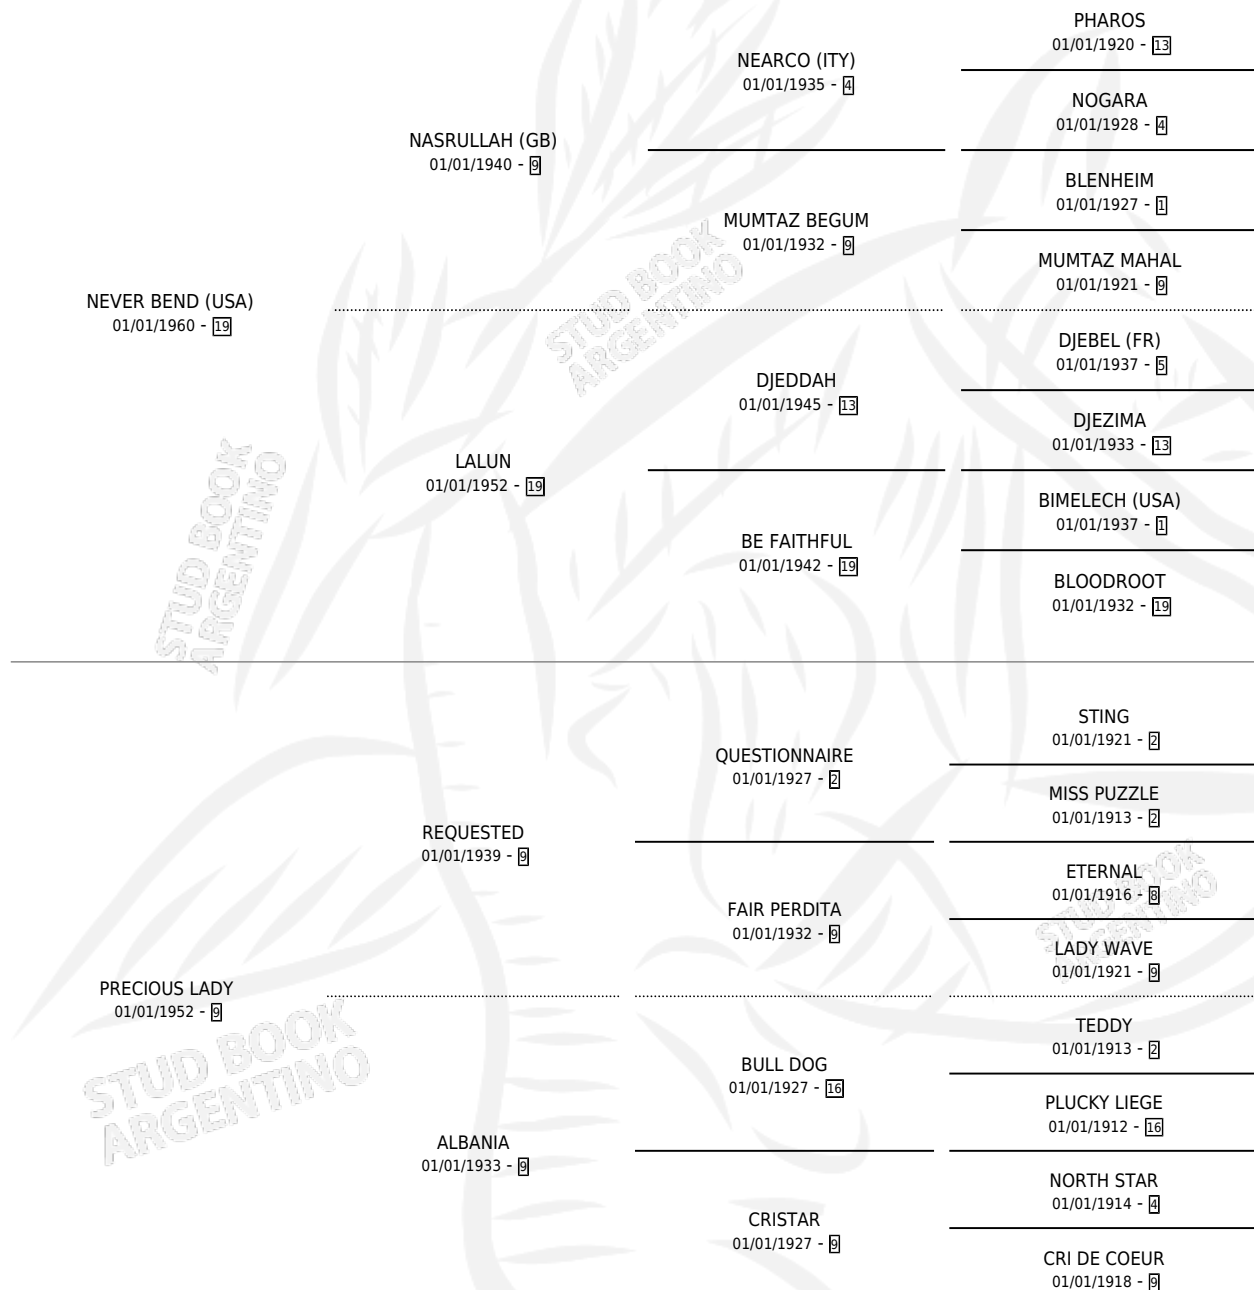 PHAROS
01/01/1920 - 13
NEARCO (ITY)
01/01/1935 - 4
NOGARA
01/01/1928 - 4
NASRULLAH (GB)
01/01/1940 - 9
BLENHEIM
01/01/1927 - 1
MUMTAZ BEGUM
01/01/1932 - 9
MUMTAZ MAHAL
01/01/1921 - 9
NEVER BEND (USA)
01/01/1960 - 19
DJEBEL (FR)
01/01/1937 - 5
DJEDDAH
01/01/1945 - 13
DJEZIMA
01/01/1933 - 13
LALUN
01/01/1952 - 19
BIMELECH (USA)
01/01/1937 - 1
BE FAITHFUL
01/01/1942 - 19
BLOODROOT
01/01/1932 - 19
STING
01/01/1921 - 2
QUESTIONNAIRE
01/01/1927 - 2
MISS PUZZLE
01/01/1913 - 2
REQUESTED
01/01/1939 - 9
ETERNAL
01/01/1916 - 8
FAIR PERDITA
01/01/1932 - 9
LADY WAVE
01/01/1921 - 9
PRECIOUS LADY
01/01/1952 - 9
TEDDY
01/01/1913 - 2
BULL DOG
01/01/1927 - 16
PLUCKY LIEGE
01/01/1912 - 16
ALBANIA
01/01/1933 - 9
NORTH STAR
01/01/1914 - 4
CRISTAR
01/01/1927 - 9
CRI DE COEUR
01/01/1918 - 9
STUD BOOK
ARGENTINO
STUD BOOK
ARGENTINO
STUD BOOK
ARGENTINO
STUD BOOK
ARGENTINO